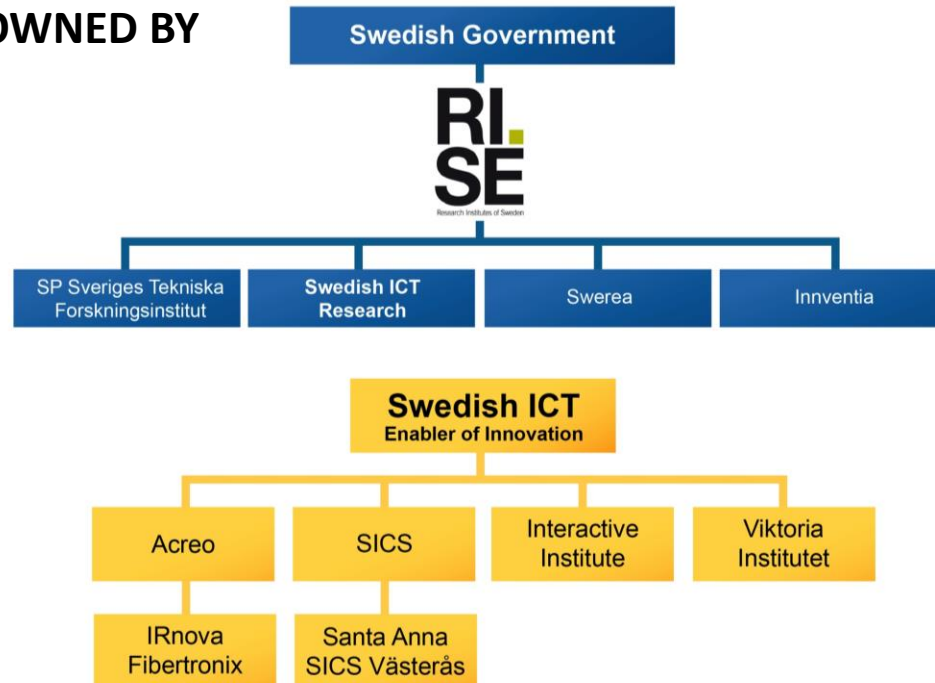 OWNED BY
Swedish Government
RI.
SE
Research Institutes of Sweden
SP Sveriges Tekniska
Forskningsinstitut
Swedish ICT
Research
Swerea
Innventia
Swedish ICT
Enabler of Innovation
Acreo
SICS
Interactive
Institute
Viktoria
Institutet
IRnova
Fibertronix
Santa Anna
SICS Västerås